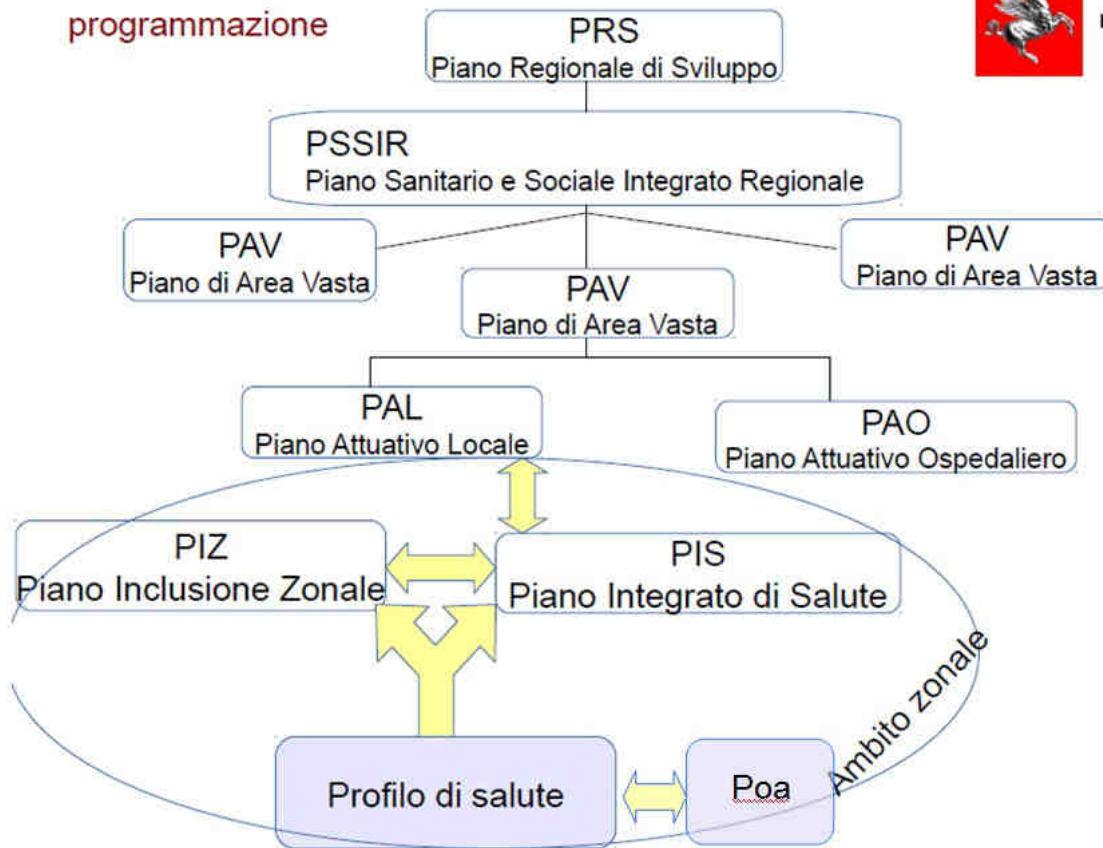 programmazione
PRS
Piano Regionale di Sviluppo
PSSIR
Piano Sanitario e Sociale Integrato Regionale
PAV
Piano di Area Vasta
PAV
Piano di Area Vasta
PAV
Piano di Area Vasta
PAL
Piano Attuativo Locale
PAO
Piano Attuativo Ospedaliero
PIZ
Piano Inclusione Zonale
PIS
Piano Integrato di Salute
Ambito zonale
Profilo di salute
Poa